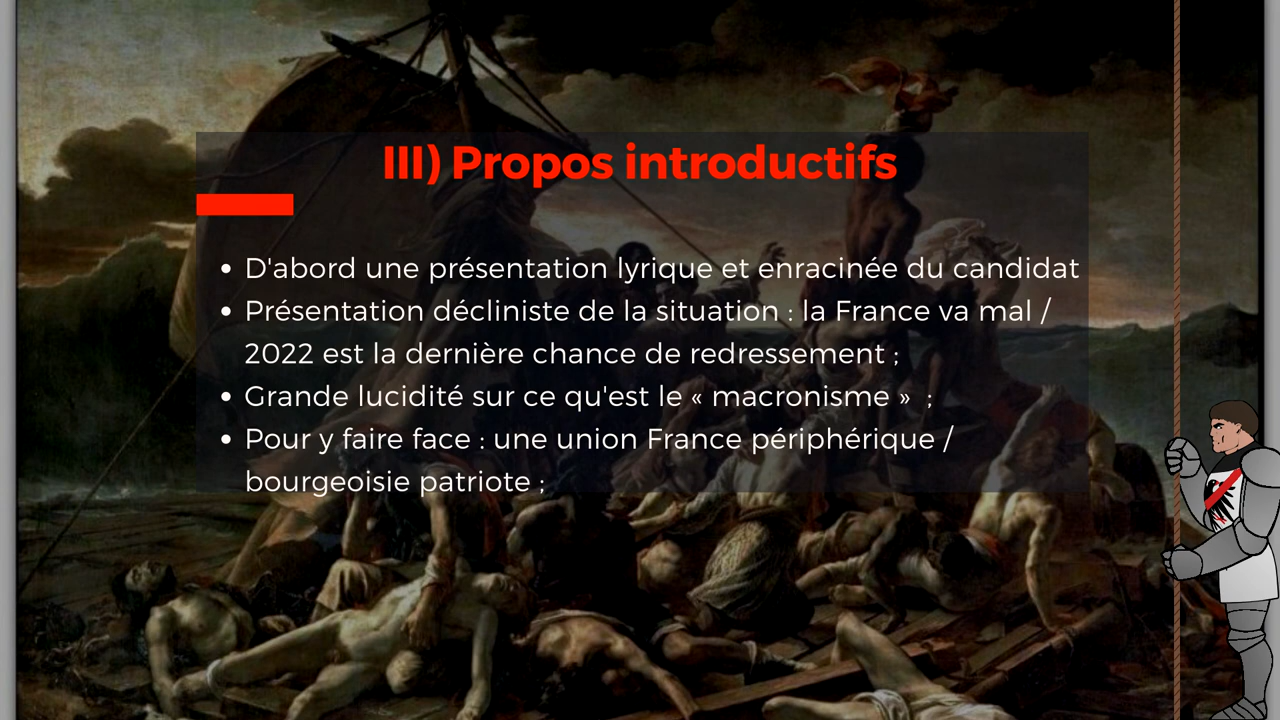 III) Propos introductifs
• D'abord une présentation lyrique et enracinée du candidat
• Présentation décliniste de la situation : la France va mal /
2022 est la dernière chance de redressement ;
• Grande lucidité sur ce qu'est le « macronisme »  ;
• Pour y faire face : une union France périphérique /
bourgeoisie patriote ;